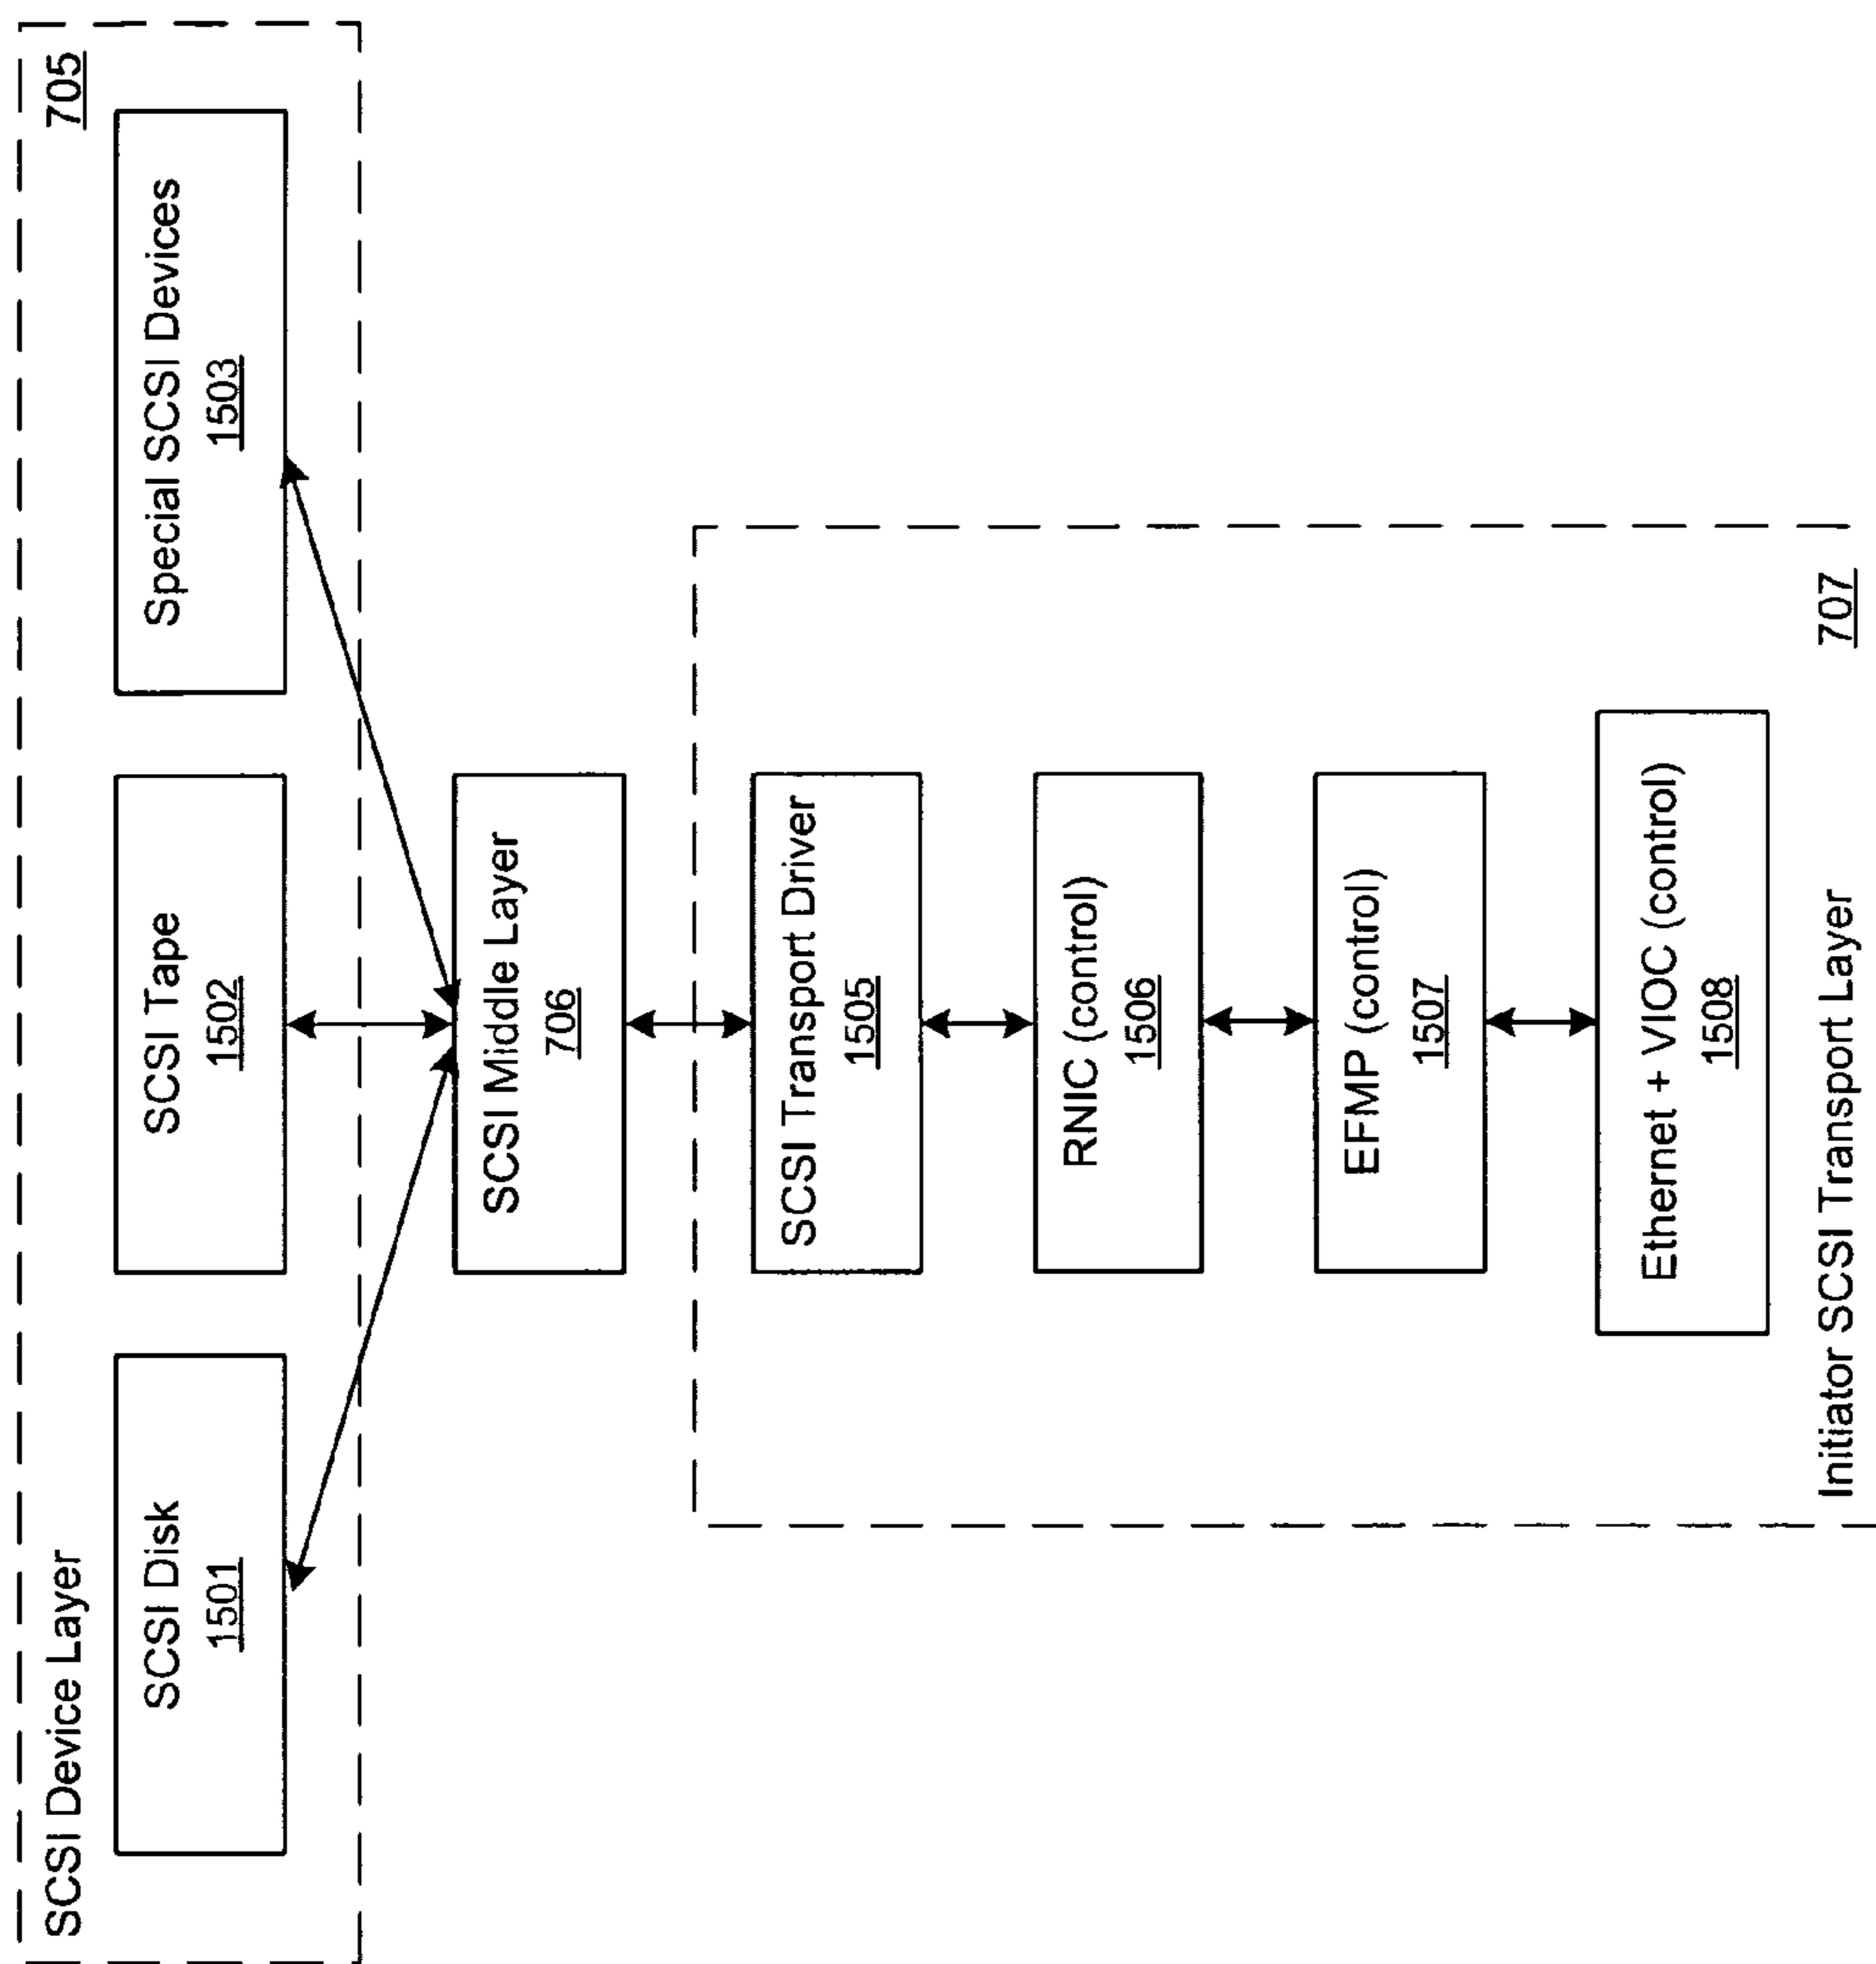 SCSI Device Layer
705
SCSI Disk
1501
SCSI Tape
1502
Special SCSI Devices
1503
SCSI Middle Layer
706
SCSI Transport Driver
1505
RNIC (control)
1506
EFMP (control)
1507
Ethernet + VIOC (control)
1508
Initiator SCSI Transport Layer
707